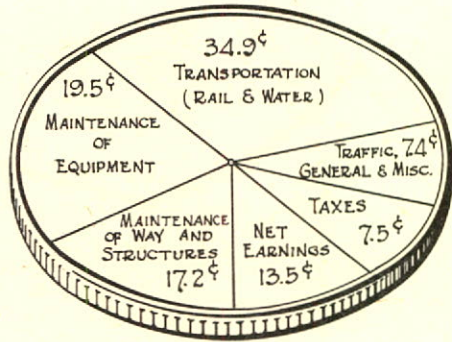 34.9¢
TRANSPORTATION
(RAIL & WATER)
19.5¢
MAINTENANCE
OF
EQUIPMENT
TRAFFIC, 7.4¢
GENERAL & MISC.
TAXES
7.5¢
MAINTENANCE
OF WAY AND
STRUCTURES
17.2¢
NET
EARNINGS
13.5¢